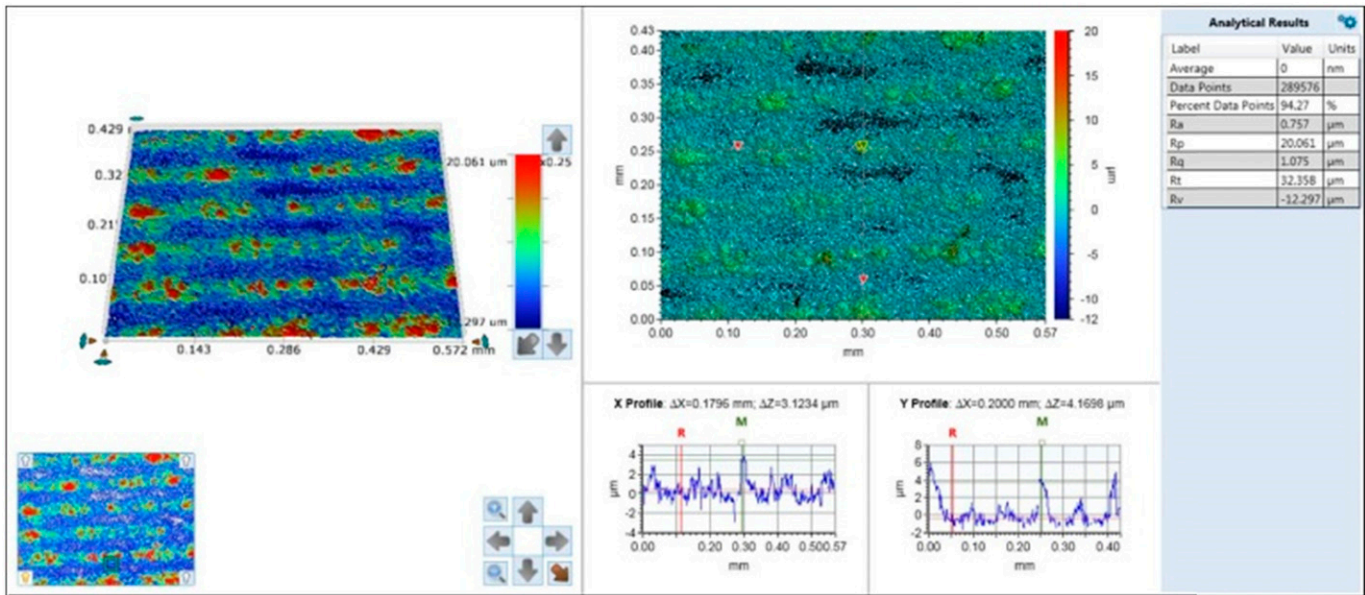 0.429
0.32
0.21
0.10
0.143 0.286 0.429 0.572 mm
20.061 um x0.25
297 um
0.43
0.40
0.35
0.30
0.25
0.20
0.15
0.10
0.05
0.00
mm
0.00 0.10 0.20 0.30 0.40 0.57
mm
20
15
10
5
0
-5
-10
-12
µm
X Profile: ΔX=0.1796 mm; ΔZ=3.1234 µm
R M
4
2
0
-2
-4
µm
0.00 0.10 0.20 0.30 0.40 0.500.57
mm
Y Profile: ΔX=0.2000 mm; ΔZ=4.1698 µm
R M
8
6
4
2
0
-2
µm
0.00 0.10 0.20 0.30 0.40
mm
Analytical Results
Label Value Units
Average 0 nm
Data Points 289576
Percent Data Points 94.27 %
Ra 0.757 µm
Rp 20.061 µm
Rq 1.075 µm
Rt 32.358 µm
Rv -12.297 µm